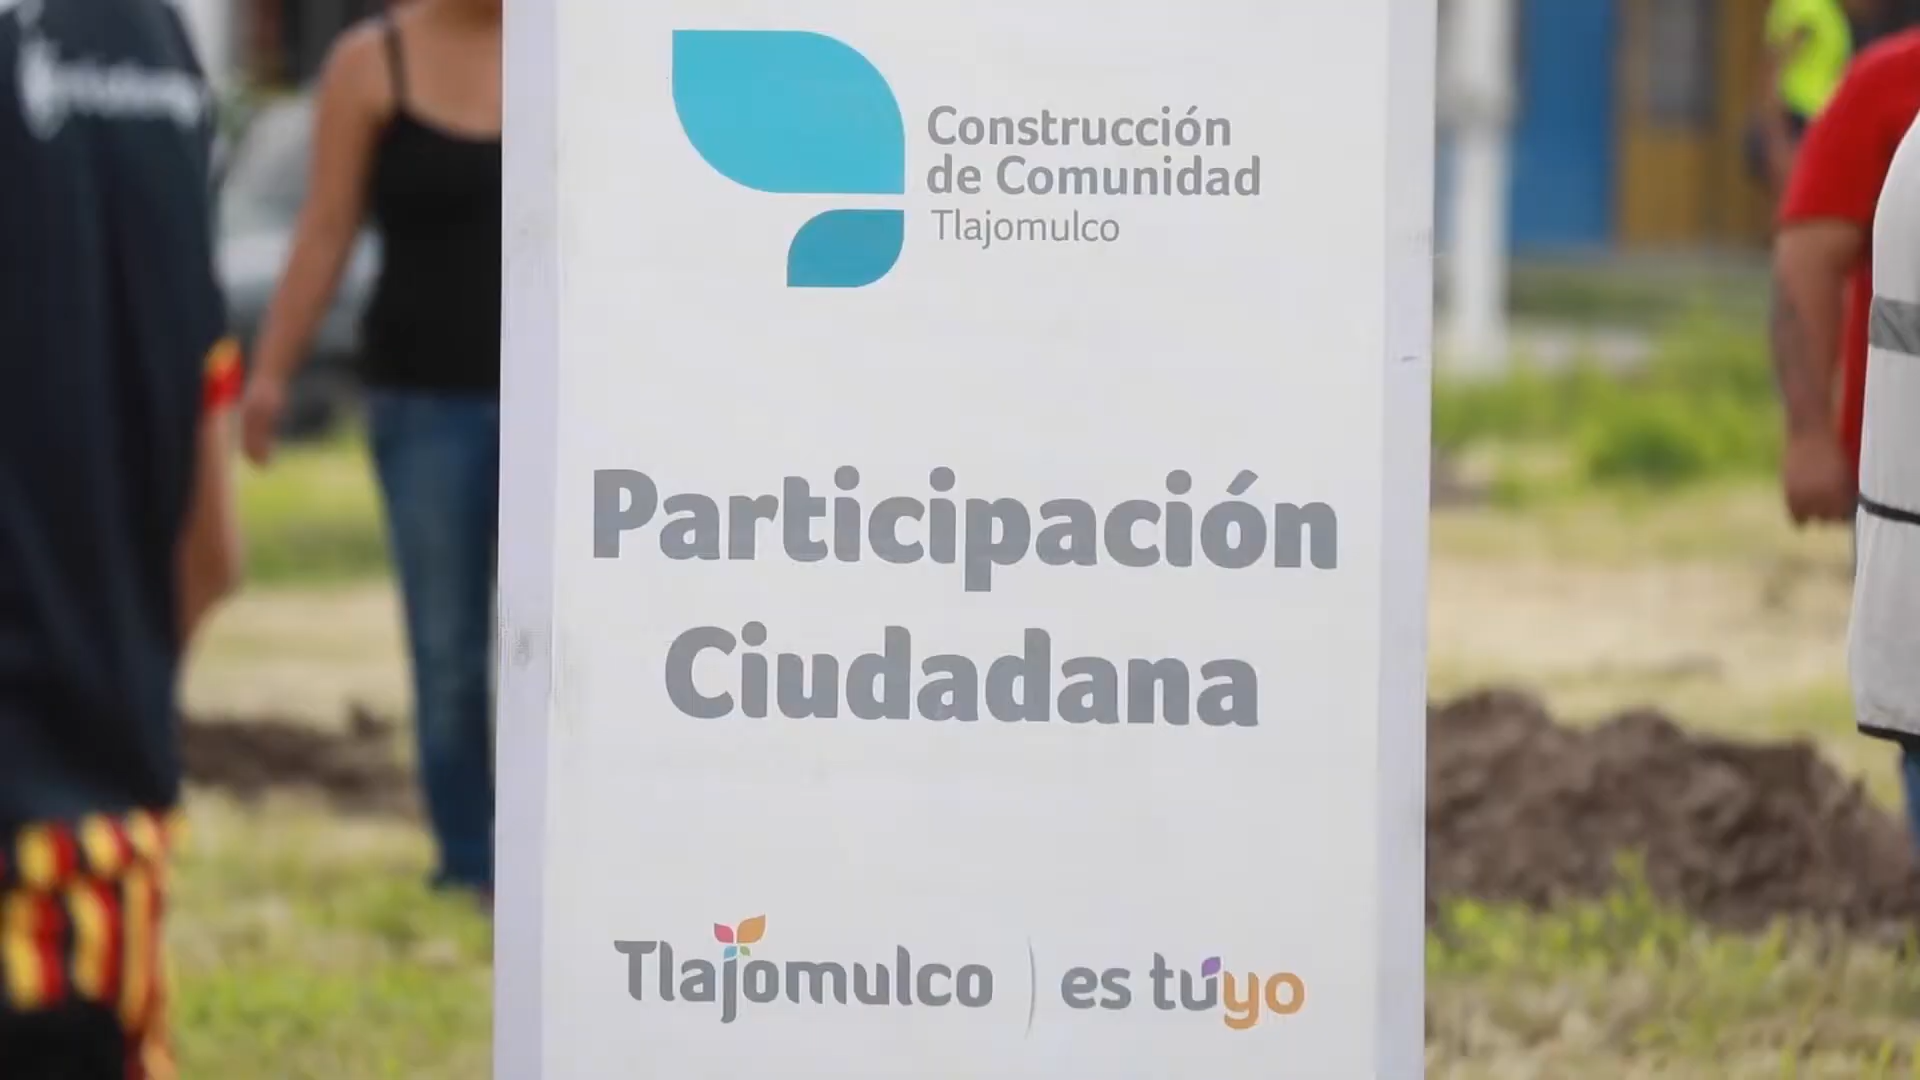 Construcción
de Comunidad
Tlajomulco
Participación
Ciudadana
Tlajomulco | es túyo